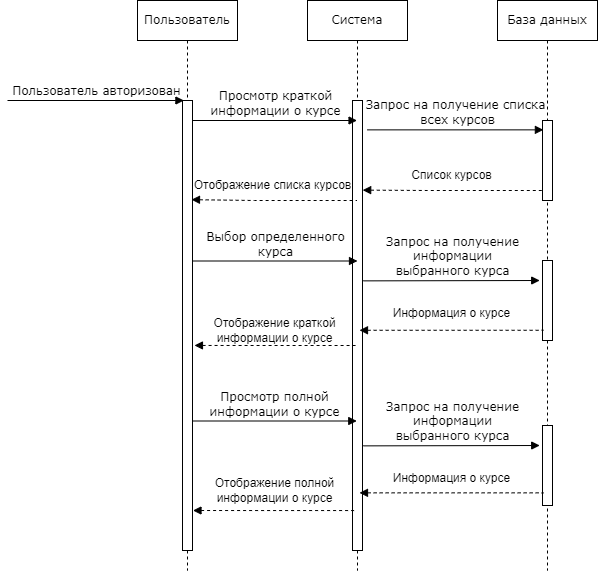 Пользователь
Система
База данных
Пользователь авторизован
Просмотр краткой
информации о курсе
Запрос на получение списка
всех курсов
Список курсов
Отображение списка курсов
Выбор определенного
курса
Запрос на получение
информации
выбранного курса
Информация о курсе
Отображение краткой
информации о курсе
Просмотр полной
информации о курсе
Запрос на получение
информации
выбранного курса
Информация о курсе
Отображение полной
информации о курсе